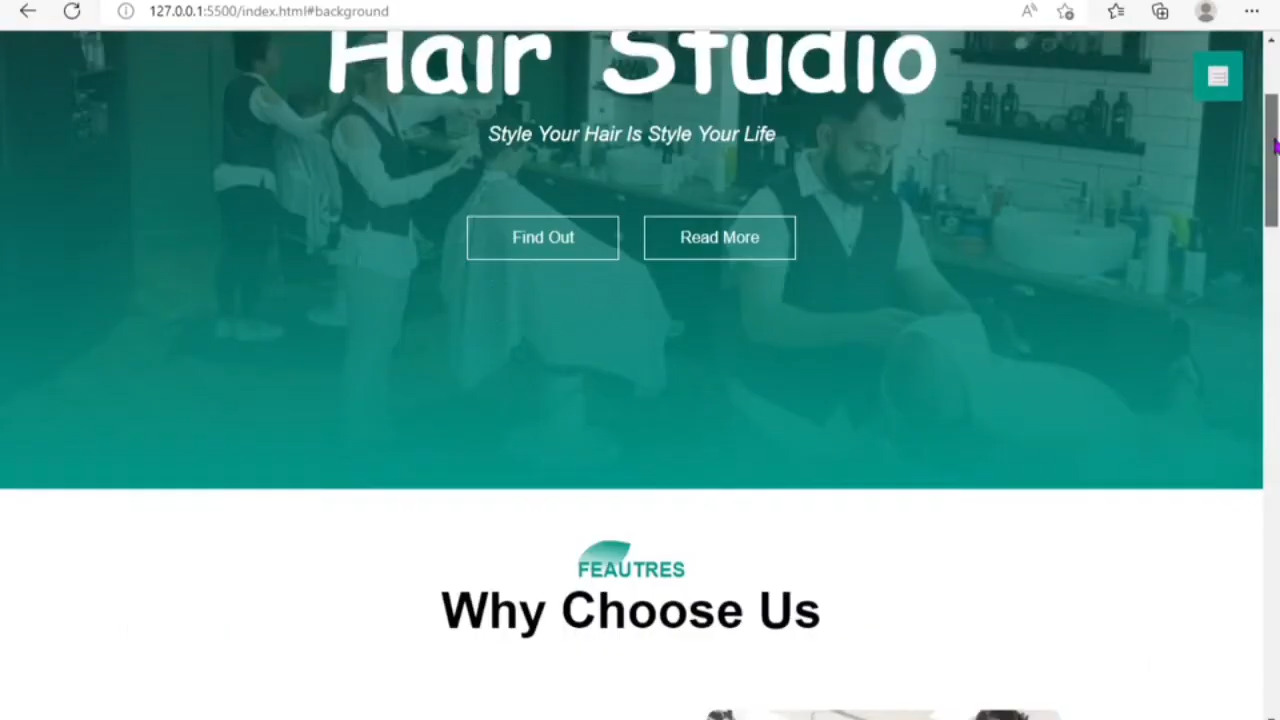 127.0.0.1:5500/index.html#background
Hair Studio
Style Your Hair Is Style Your Life
Find Out
Read More
FEAUTRES
Why Choose Us